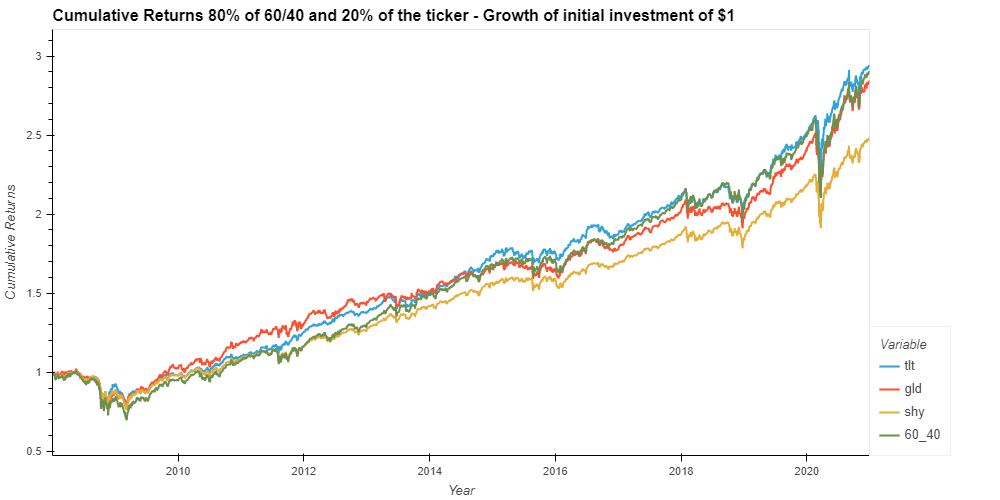 Cumulative Returns 80% of 60/40 and 20% of the ticker - Growth of initial investment of $1
3
2.5
2
1.5
1
0.5
Cumulative Returns
2010
2012
2014
2016
2018
2020
Year
Variable
tlt
gld
shy
60_40